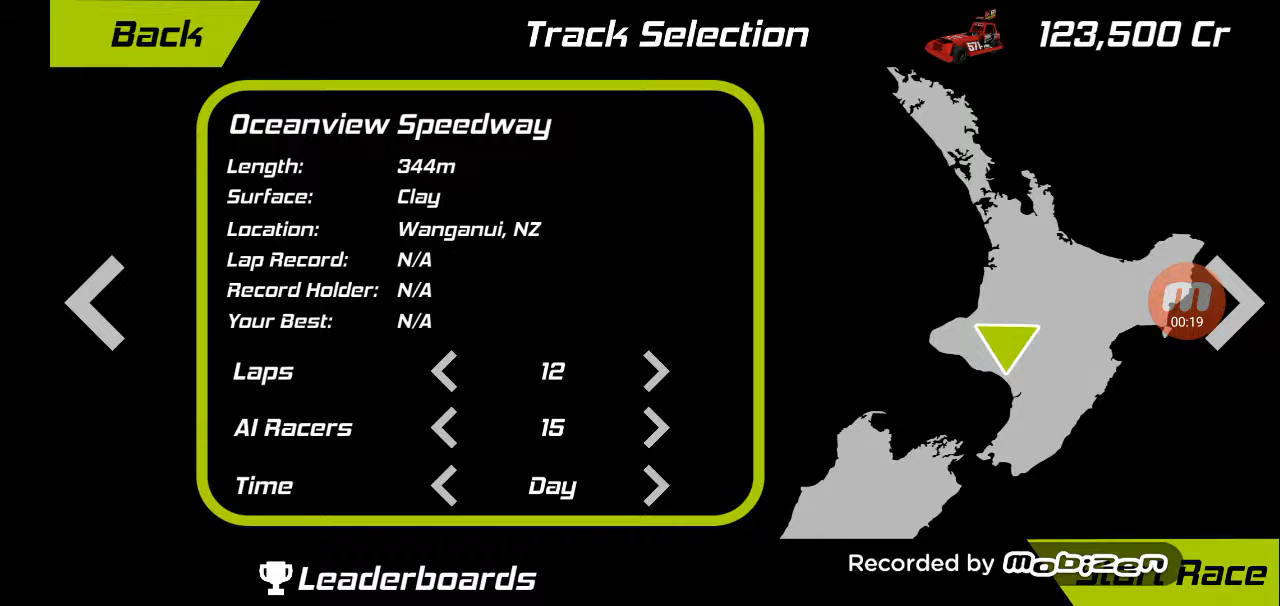 Back
Track Selection
57
123,500 Cr
Oceanview Speedway
Length: 344m
Surface: Clay
Location: Wanganui, NZ
Lap Record: N/A
Record Holder: N/A
Your Best: N/A
Laps 12
AI Racers 15
Time Day
00:19
Leaderboards
Recorded by mobizen
Start Race